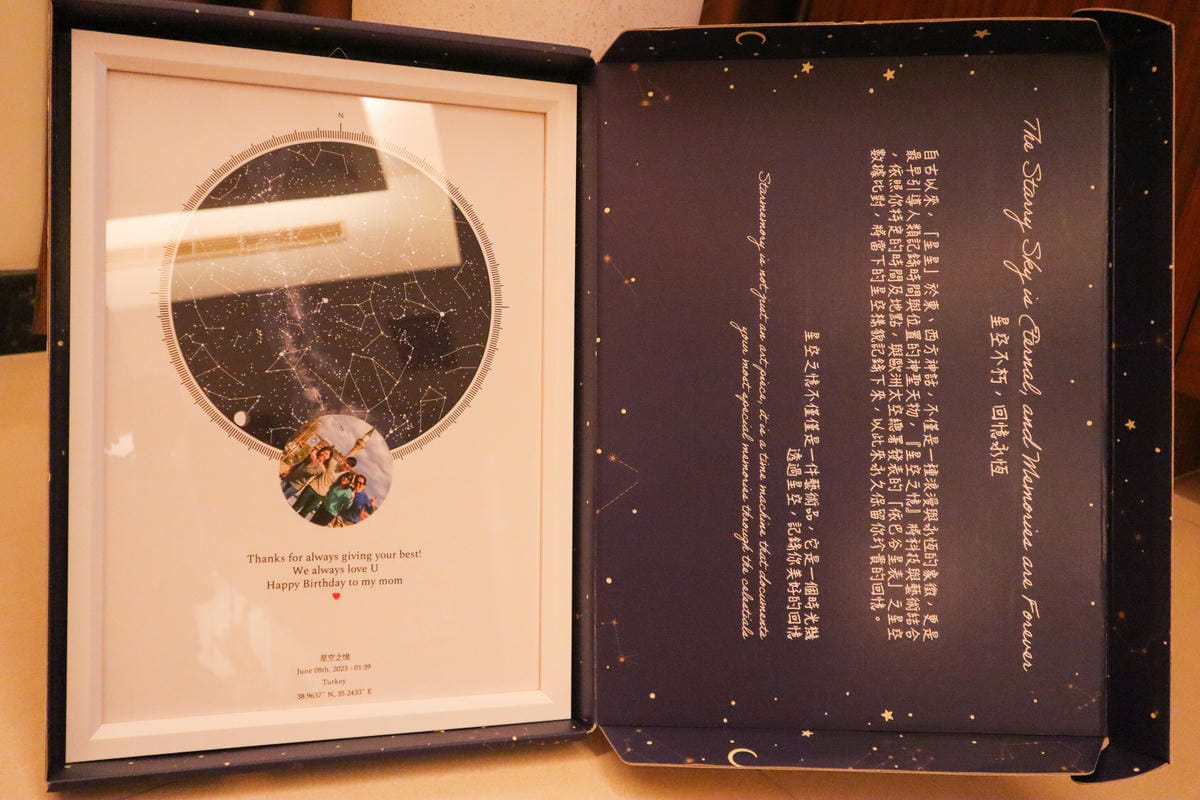 N
Thanks for always giving your best!
We always love U
Happy Birthday to my mom
星空之憶
June 08th, 2023 - 01:39
Turkey
38.9637° N, 35.2433° E
The Starry Sky is Eternal, and Memories are Forever
星空不朽，回憶永恆
自古以來，「星星」於東、西方神話，不僅是一種浪漫與永恆的象徵，更是
最早引導人類記錄時間與位置的神聖天物，『星空之憶』將科技與藝術結合
，依照你特定的時間及地點，與歐洲太空總署發表的「依巴谷星表」之星空
數據比對，將當下的星空樣貌記錄下來，以此來永久保留你珍貴的回憶。
星空之憶不僅僅是一件藝術品，它是一個時光機
透過星空，記錄你美好的回憶
Starmemory is not just an art piece, it is a time machine that documents
your most special memories through the celestials